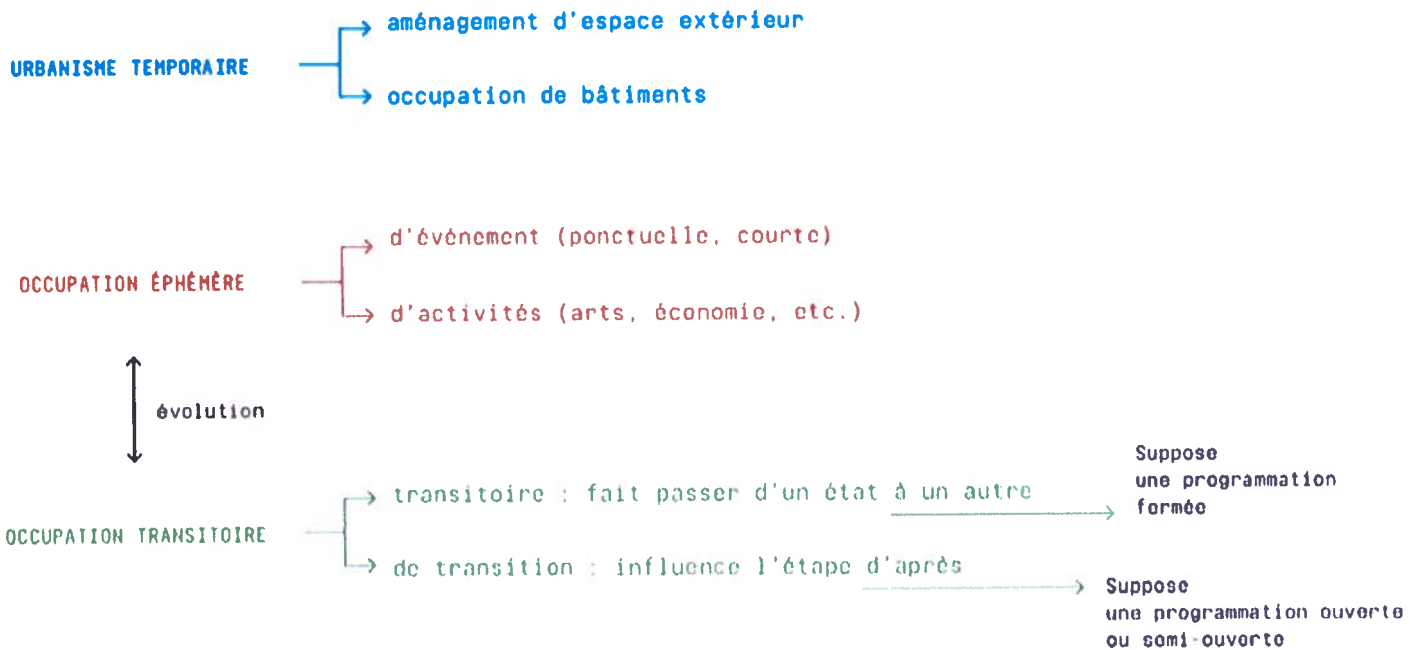 aménagement d'espace extérieur
URBANISME TEMPORAIRE
occupation de bâtiments
d'événement (ponctuelle, courte)
OCCUPATION ÉPHÉMÈRE
d'activités (arts, économie, etc.)
évolution
transitoire : fait passer d'un état à un autre
Suppose
une programmation
fermée
OCCUPATION TRANSITOIRE
de transition : influence l'étape d'après
Suppose
une programmation ouverte
ou semi-ouverte